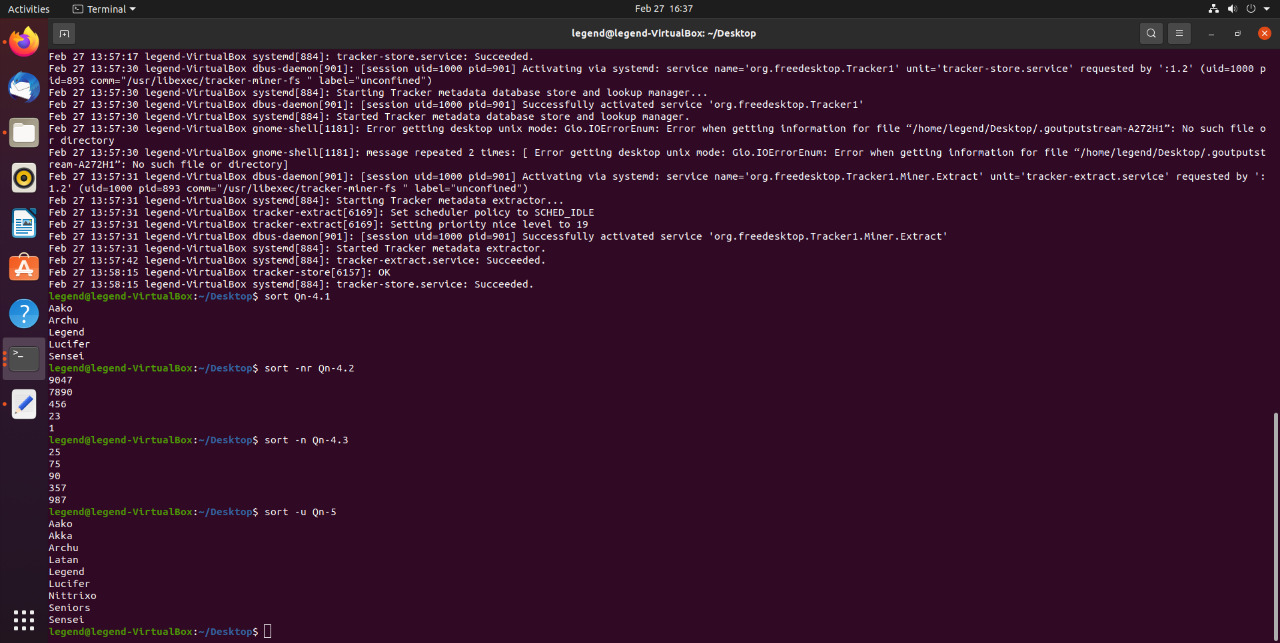 Activities
Terminal
Feb 27 16:37
legend@legend-VirtualBox: ~/Desktop
Feb 27 13:57:17 legend-VirtualBox systemd[884]: tracker-store.service: Succeeded.
Feb 27 13:57:30 legend-VirtualBox dbus-daemon[901]: [session uid=1000 pid=901] Activating via systemd: service name='org.freedesktop.Tracker1' unit='tracker-store.service' requested by ':1.2' (uid=1000 p
id=893 comm="/usr/libexec/tracker-miner-fs " label="unconfined")
Feb 27 13:57:30 legend-VirtualBox systemd[884]: Starting Tracker metadata database store and lookup manager...
Feb 27 13:57:30 legend-VirtualBox dbus-daemon[901]: [session uid=1000 pid=901] Successfully activated service 'org.freedesktop.Tracker1'
Feb 27 13:57:30 legend-VirtualBox systemd[884]: Started Tracker metadata database store and lookup manager.
Feb 27 13:57:30 legend-VirtualBox gnome-shell[1181]: Error getting desktop unix mode: Gio.IOErrorEnum: Error when getting information for file “/home/legend/Desktop/.goutputstream-A272H1”: No such file o
r directory
Feb 27 13:57:30 legend-VirtualBox gnome-shell[1181]: message repeated 2 times: [ Error getting desktop unix mode: Gio.IOErrorEnum: Error when getting information for file “/home/legend/Desktop/.goutputst
ream-A272H1”: No such file or directory]
Feb 27 13:57:31 legend-VirtualBox dbus-daemon[901]: [session uid=1000 pid=901] Activating via systemd: service name='org.freedesktop.Tracker1.Miner.Extract' unit='tracker-extract.service' requested by ':
1.2' (uid=1000 pid=893 comm="/usr/libexec/tracker-miner-fs " label="unconfined")
Feb 27 13:57:31 legend-VirtualBox systemd[884]: Starting Tracker metadata extractor...
Feb 27 13:57:31 legend-VirtualBox tracker-extract[6169]: Set scheduler policy to SCHED_IDLE
Feb 27 13:57:31 legend-VirtualBox tracker-extract[6169]: Setting priority nice level to 19
Feb 27 13:57:31 legend-VirtualBox dbus-daemon[901]: [session uid=1000 pid=901] Successfully activated service 'org.freedesktop.Tracker1.Miner.Extract'
Feb 27 13:57:31 legend-VirtualBox systemd[884]: Started Tracker metadata extractor.
Feb 27 13:57:42 legend-VirtualBox systemd[884]: tracker-extract.service: Succeeded.
Feb 27 13:58:15 legend-VirtualBox tracker-store[6157]: OK
Feb 27 13:58:15 legend-VirtualBox systemd[884]: tracker-store.service: Succeeded.
legend@legend-VirtualBox:~/Desktop$ sort Qn-4.1
Aako
Archu
Legend
Lucifer
Sensei
legend@legend-VirtualBox:~/Desktop$ sort -nr Qn-4.2
9047
7890
456
23
1
legend@legend-VirtualBox:~/Desktop$ sort -n Qn-4.3
25
75
90
357
987
legend@legend-VirtualBox:~/Desktop$ sort -u Qn-5
Aako
Akka
Archu
Latan
Legend
Lucifer
Nittrixo
Seniors
Sensei
legend@legend-VirtualBox:~/Desktop$